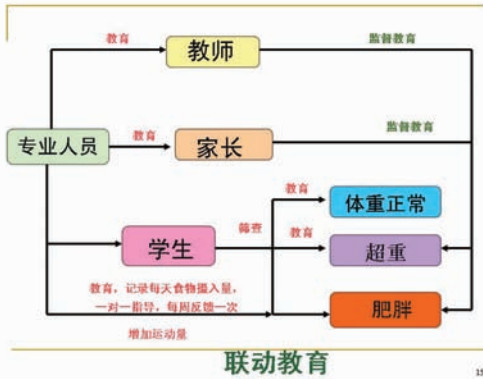 教育
教师
监督教育
专业人员
教育
家长
监督教育
学生
筛查
教育
体重正常
教育
超重
教育，记录每天食物摄入量，
一对一指导，每周反馈一次
肥胖
增加运动量
联动教育
15